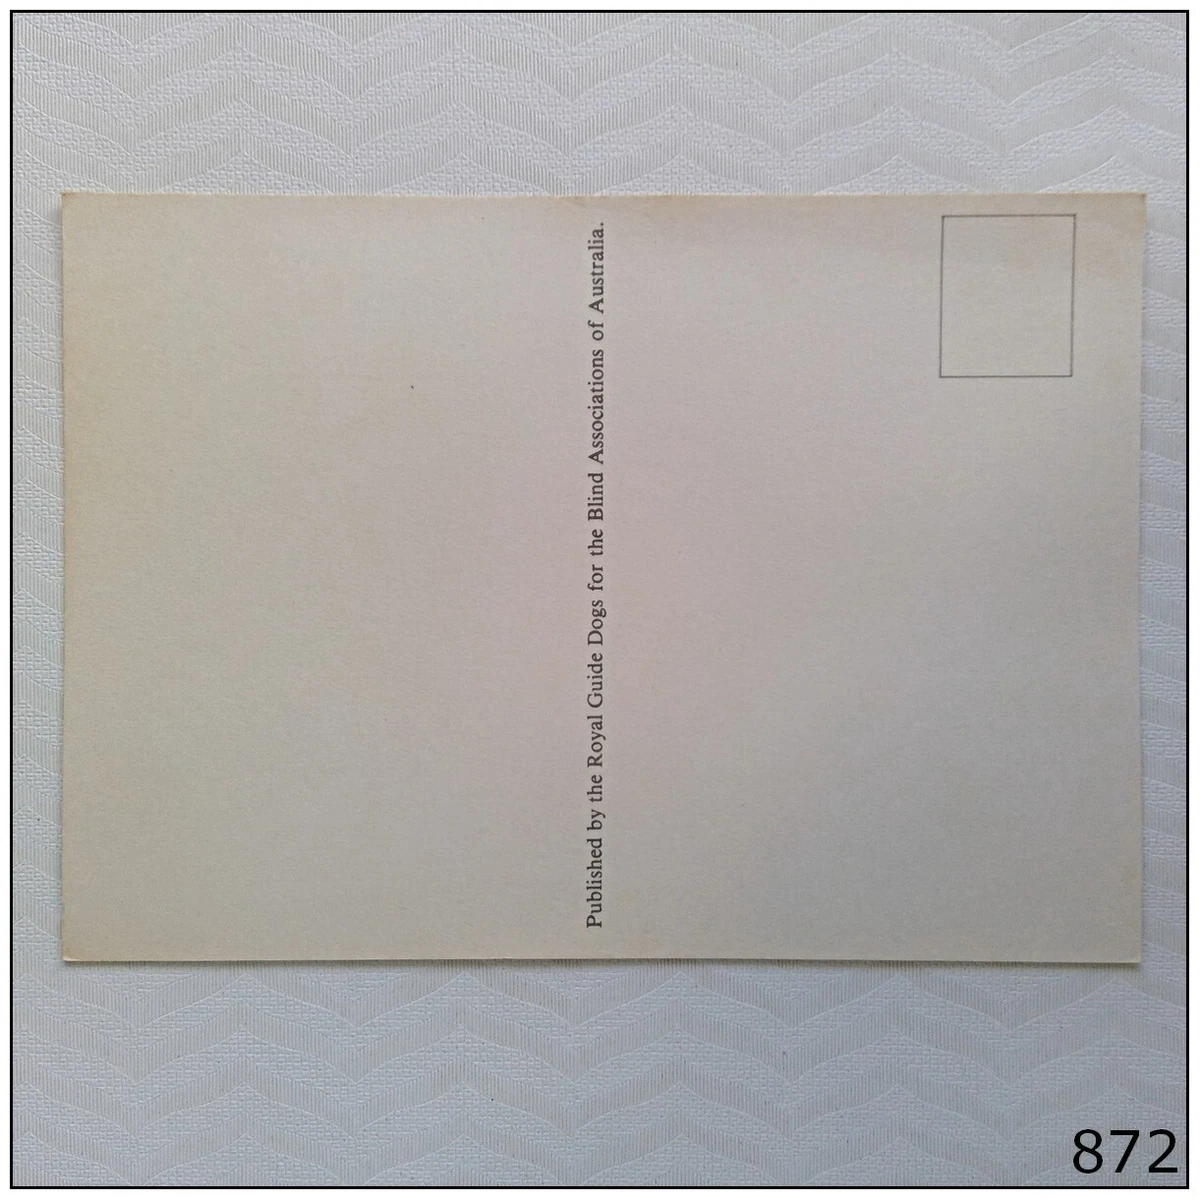 Published by the Royal Guide Dogs for the Blind Associations of Australia.
872